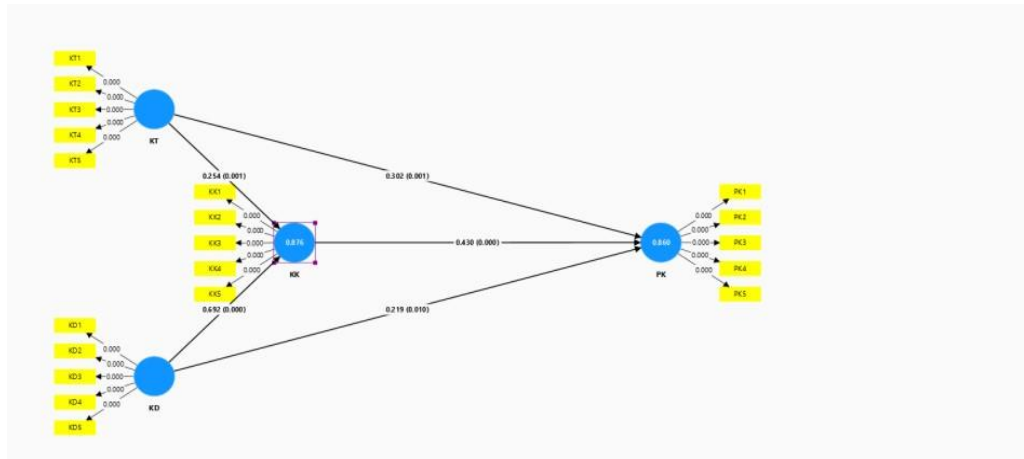 KT1
KT2
KT3
KT4
KT5
0.000
0.000
0.000
0.000
0.000
KT
0.254 (0.001)
0.302 (0.001)
KK1
KK2
KK3
KK4
KK5
0.000
0.000
0.000
0.000
0.000
0.876
KK
0.430 (0.000)
0.860
PK
0.000
0.000
0.000
0.000
0.000
PK1
PK2
PK3
PK4
PK5
0.692 (0.000)
0.219 (0.010)
KD1
KD2
KD3
KD4
KD5
0.000
0.000
0.000
0.000
0.000
KD